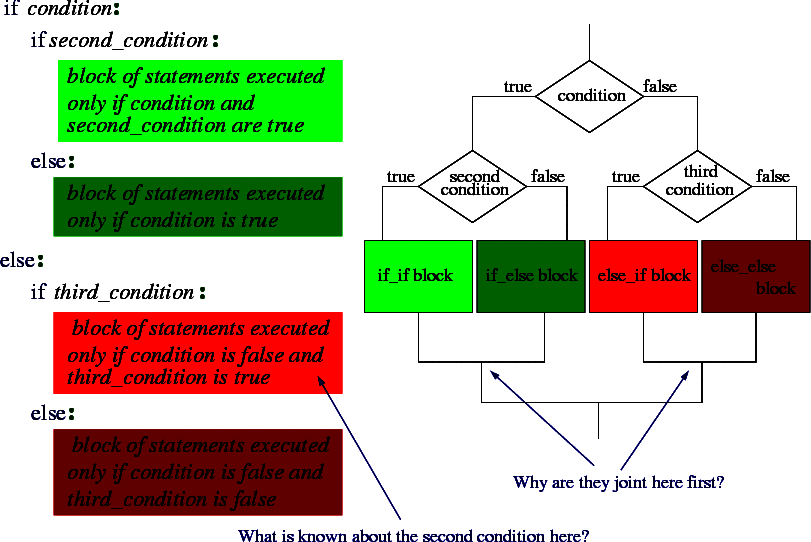 if condition:
if second_condition:
block of statements executed
only if condition and
second_condition are true
else:
block of statements executed
only if condition is true
else:
if third_condition:
block of statements executed
only if condition is false and
third_condition is true
else:
block of statements executed
only if condition is false and
third_condition is false
true
condition
false
true
second
condition
false
true
third
condition
false
if_if block
if_else block
else_if block
else_else
block
Why are they joint here first?
What is known about the second condition here?